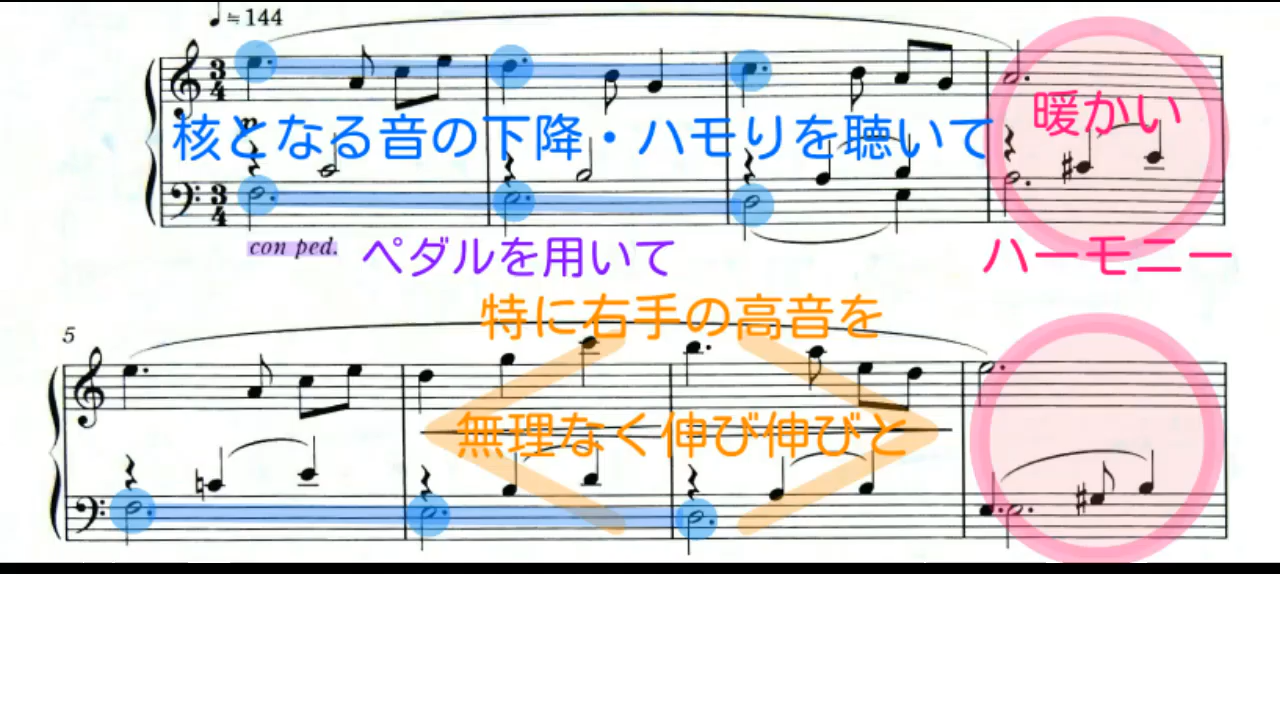 ♩≒144
核となる音の下降・ハモりを聴いて
暖かい
ハーモニー
con ped.
ペダルを用いて
特に右手の高音を
5
無理なく伸び伸びと